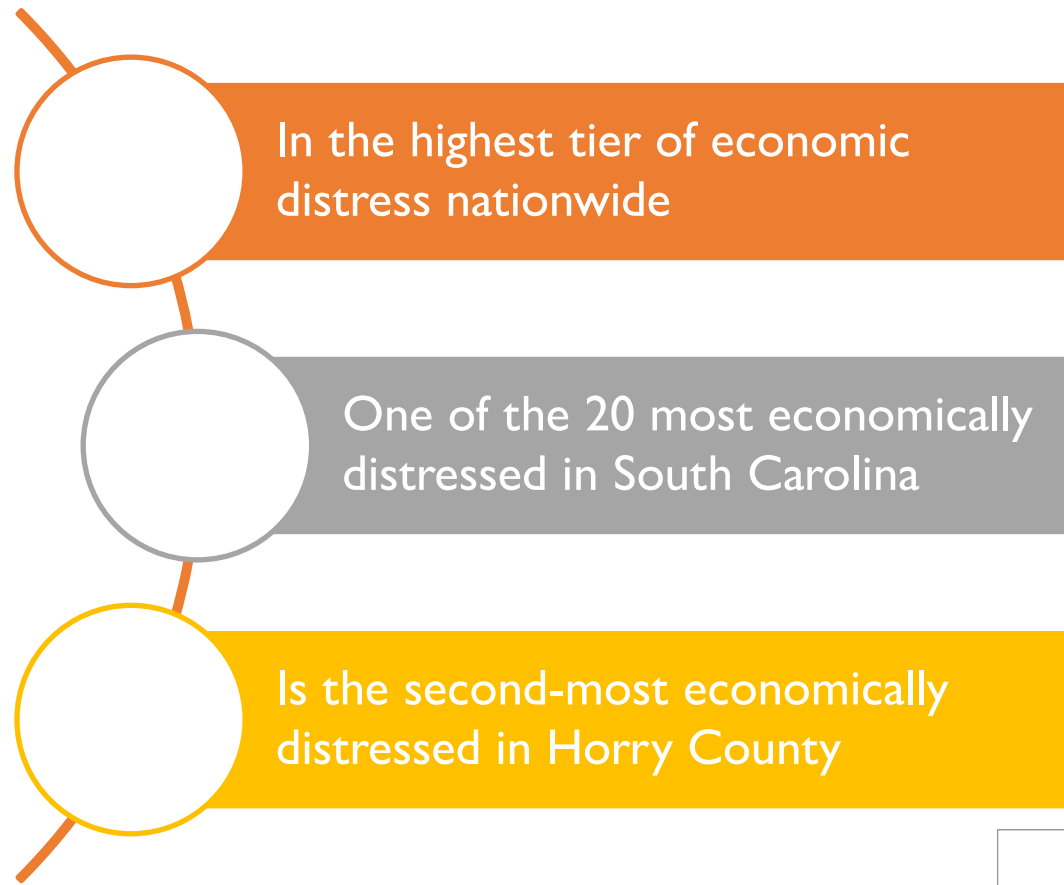 In the highest tier of economic
distress nationwide
One of the 20 most economically
distressed in South Carolina
Is the second-most economically
distressed in Horry County